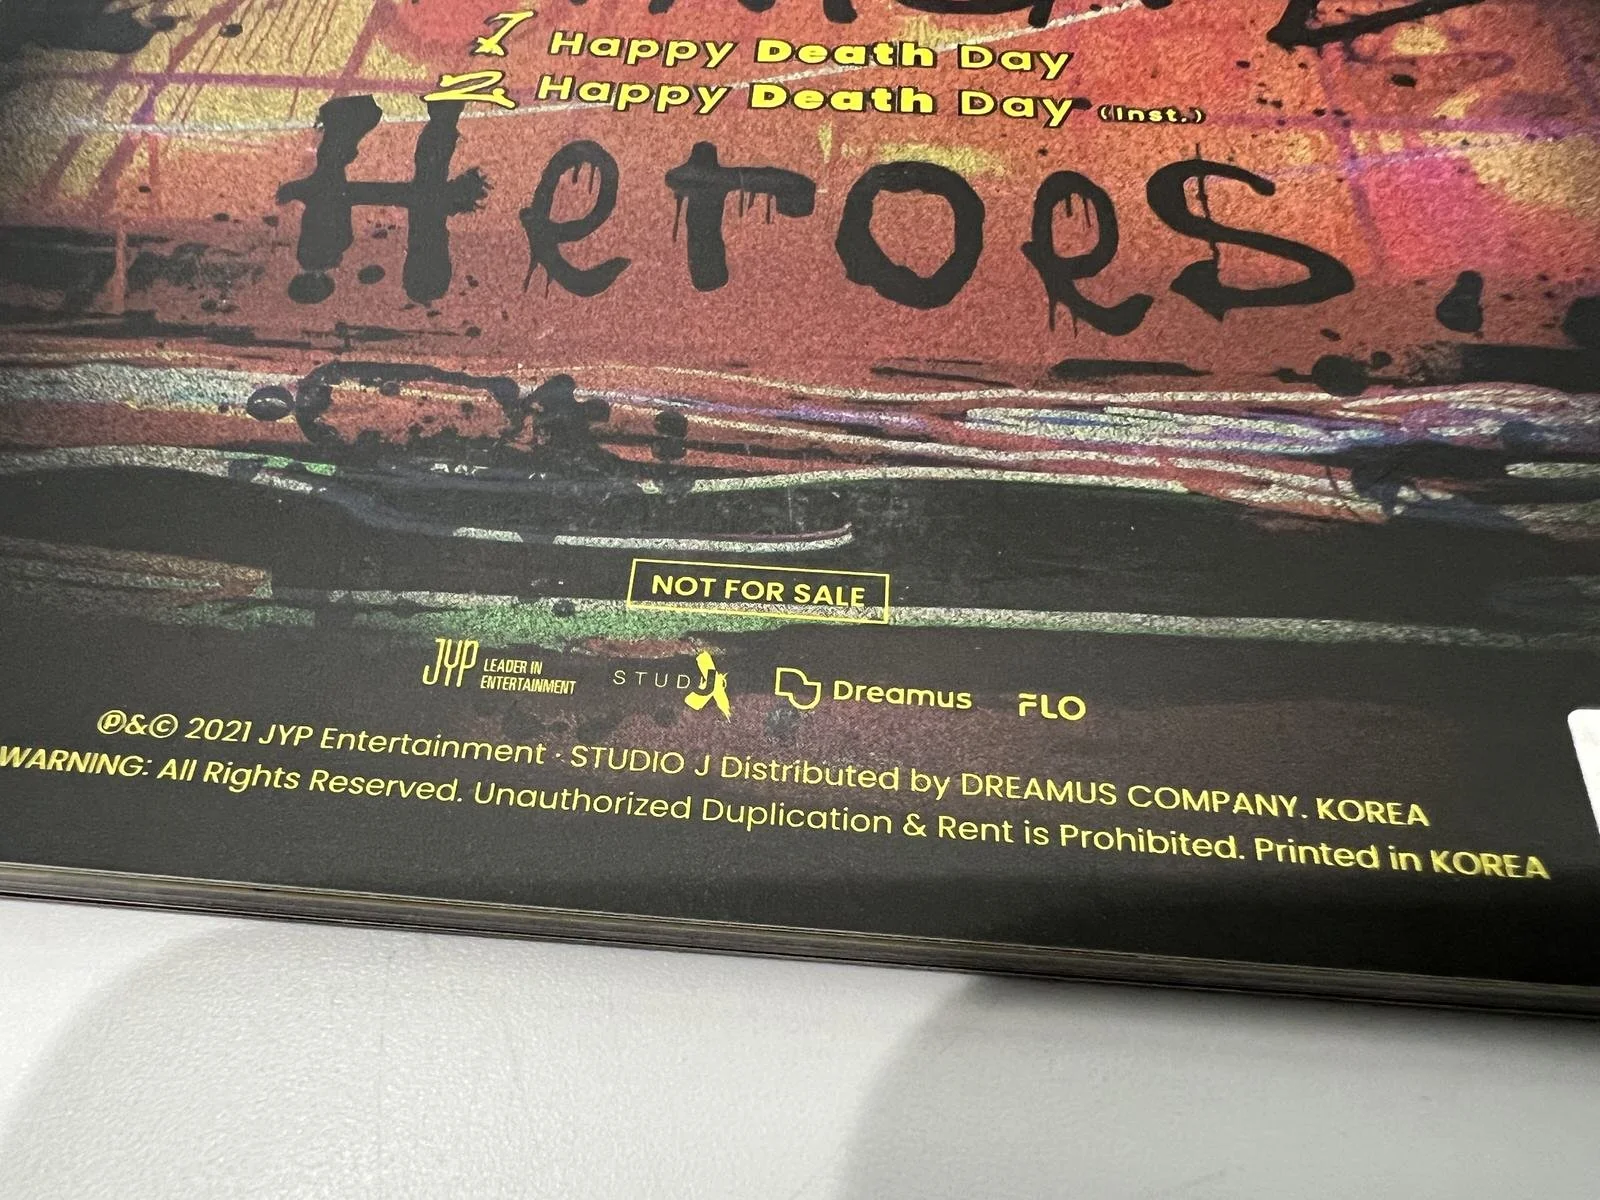 1 Happy Death Day
2. Happy Death Day (Inst.)
Heroes.
NOT FOR SALE
JYP LEADER IN ENTERTAINMENT STUDIO J Dreamus FLO
℗&© 2021 JYP Entertainment · STUDIO J Distributed by DREAMUS COMPANY. KOREA
WARNING: All Rights Reserved. Unauthorized Duplication & Rent is Prohibited. Printed in KOREA